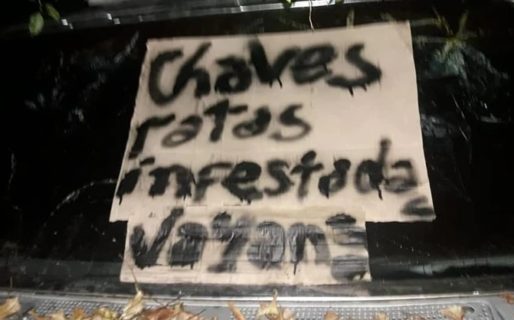 Chaves
ratas
infestada